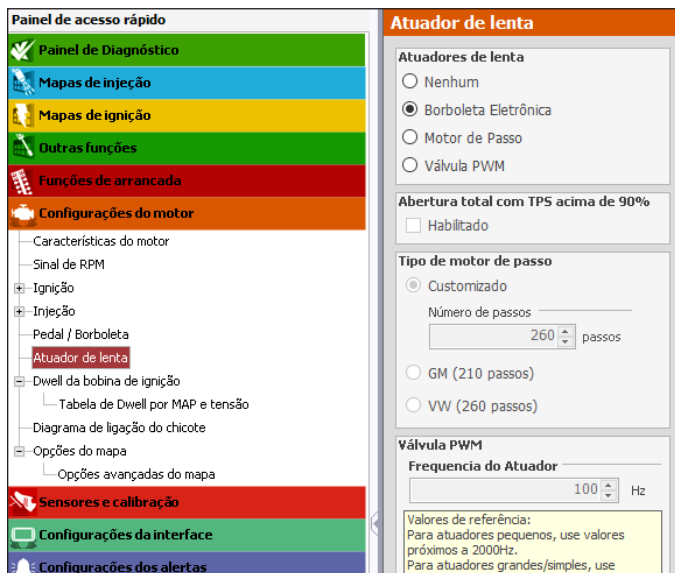 Painel de acesso rápido
Painel de Diagnóstico
Mapas de injeção
Mapas de ignição
Outras funções
Funções de arrancada
Configurações do motor
Características do motor
Sinal de RPM
Ignição
Injeção
Pedal / Borboleta
Atuador de lenta
Dwell da bobina de ignição
Tabela de Dwell por MAP e tensão
Diagrama de ligação do chicote
Opções do mapa
Opções avançadas do mapa
Sensores e calibração
Configurações da interface
Configurações dos alertas
Atuador de lenta
Atuadores de lenta
Nenhum
Borboleta Eletrônica
Motor de Passo
Válvula PWM
Abertura total com TPS acima de 90%
Habilitado
Tipo de motor de passo
Customizado
Número de passos
260 passos
GM (210 passos)
VW (260 passos)
Válvula PWM
Frequencia do Atuador
100 Hz
Valores de referência:
Para atuadores pequenos, use valores
próximos a 2000Hz.
Para atuadores grandes/simples, use